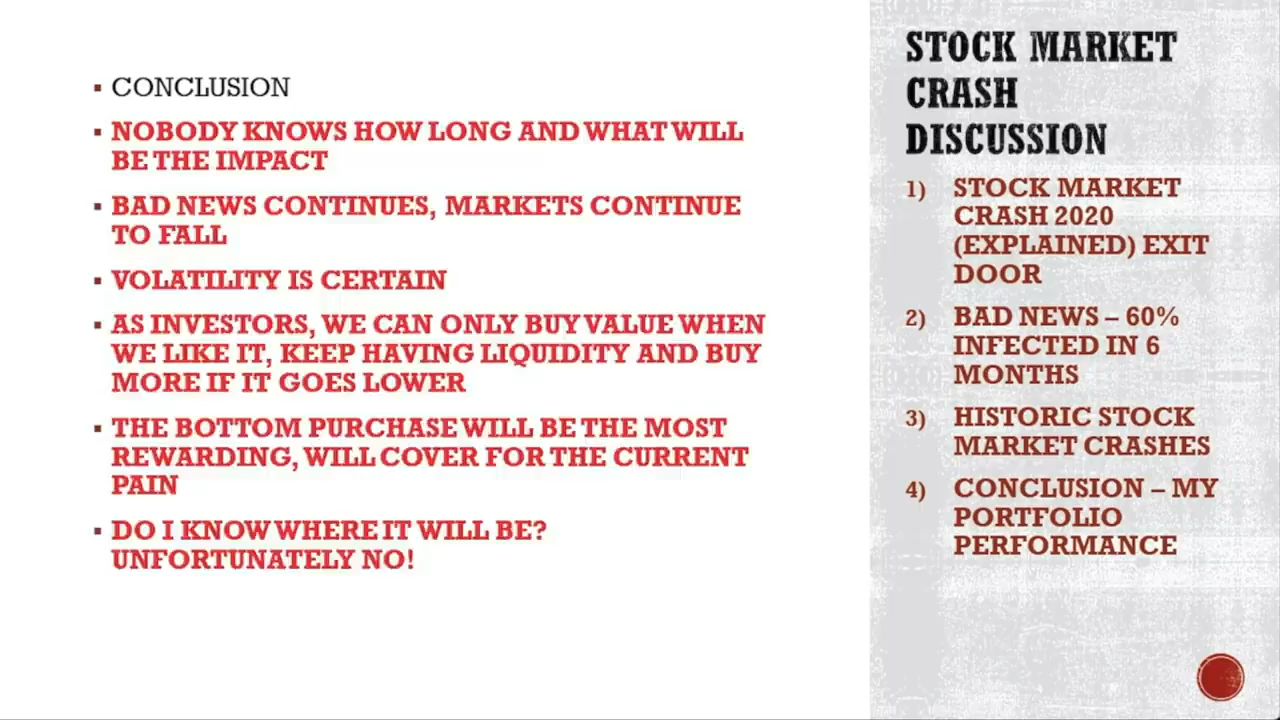 CONCLUSION
NOBODY KNOWS HOW LONG AND WHAT WILL
BE THE IMPACT
BAD NEWS CONTINUES, MARKETS CONTINUE
TO FALL
VOLATILITY IS CERTAIN
AS INVESTORS, WE CAN ONLY BUY VALUE WHEN
WE LIKE IT, KEEP HAVING LIQUIDITY AND BUY
MORE IF IT GOES LOWER
THE BOTTOM PURCHASE WILL BE THE MOST
REWARDING, WILL COVER FOR THE CURRENT
PAIN
DO I KNOW WHERE IT WILL BE?
UNFORTUNATELY NO!
STOCK MARKET
CRASH
DISCUSSION
1) STOCK MARKET
CRASH 2020
(EXPLAINED) EXIT
DOOR
2) BAD NEWS – 60%
INFECTED IN 6
MONTHS
3) HISTORIC STOCK
MARKET CRASHES
4) CONCLUSION – MY
PORTFOLIO
PERFORMANCE